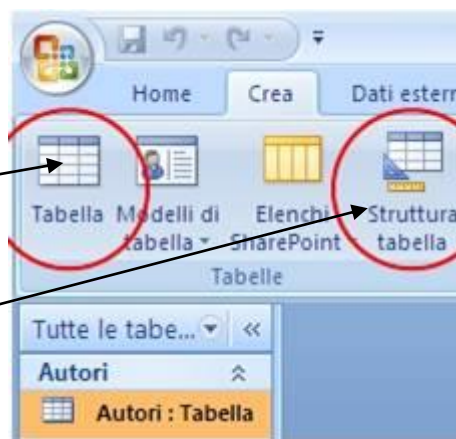 Home Crea Dati estern
Tabella Modelli di tabella Elenchi SharePoint Struttura tabella
Tabelle
Tutte le tabe...
Autori
Autori : Tabella